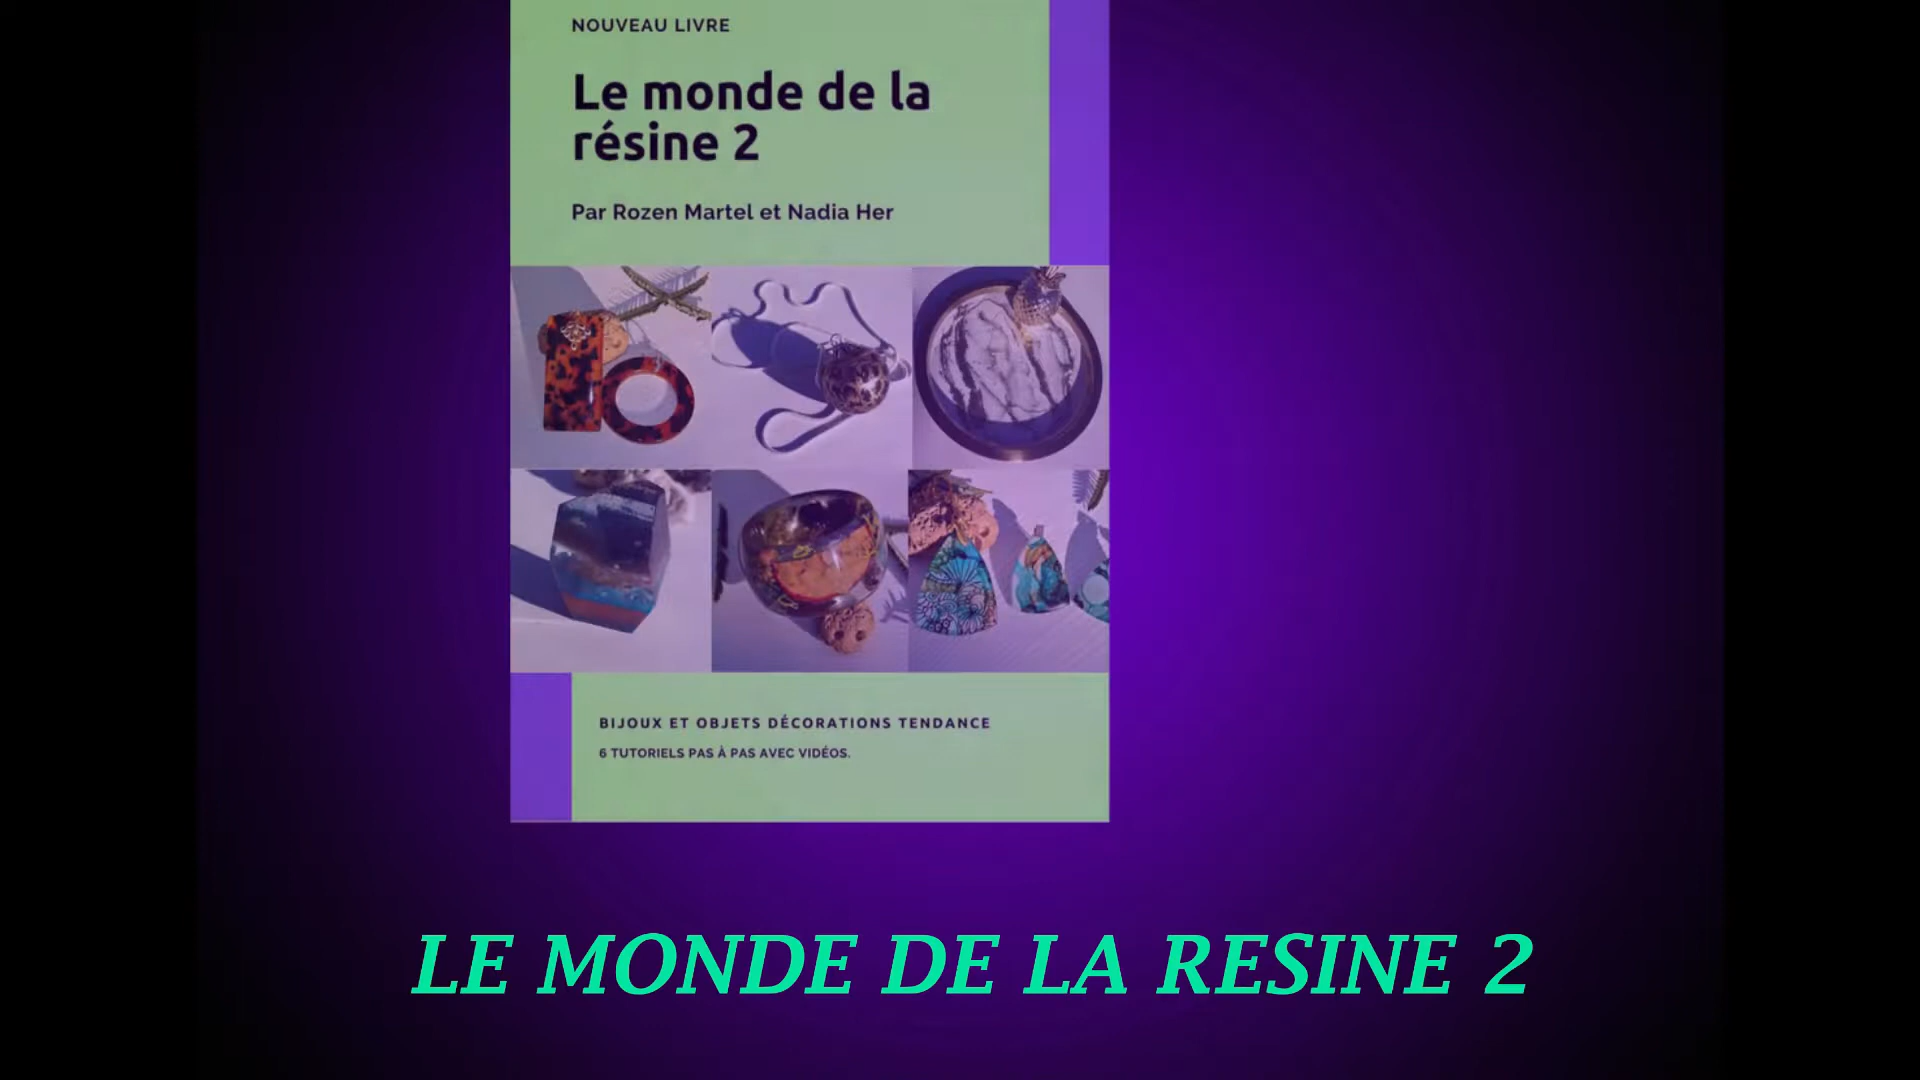 NOUVEAU LIVRE
Le monde de la
résine 2
Par Rozen Martel et Nadia Her
BIJOUX ET OBJETS DÉCORATIONS TENDANCE
6 TUTORIELS PAS À PAS AVEC VIDÉOS.
LE MONDE DE LA RESINE 2